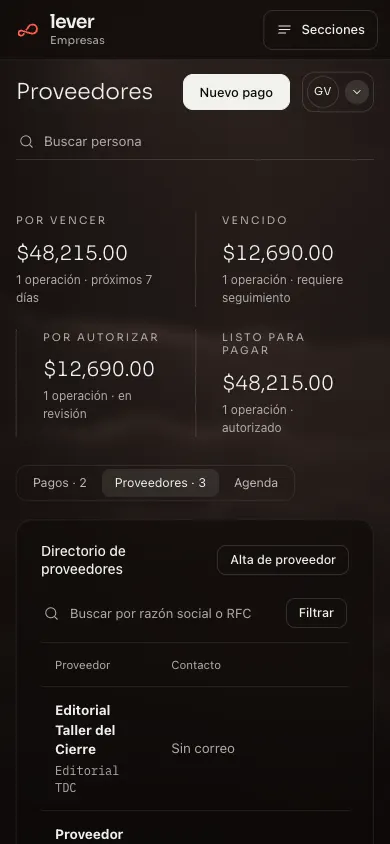 lever
Empresas
Secciones
Proveedores
Nuevo pago
GV
Buscar persona
POR VENCER
$48,215.00
1 operación · próximos 7
días
VENCIDO
$12,690.00
1 operación · requiere
seguimiento
POR AUTORIZAR
$12,690.00
1 operación · en
revisión
LISTO PARA
PAGAR
$48,215.00
1 operación ·
autorizado
Pagos · 2
Proveedores · 3
Agenda
Directorio de
proveedores
Alta de proveedor
Buscar por razón social o RFC
Filtrar
Proveedor
Contacto
Editorial
Taller del
Cierre
Editorial
TDC
Sin correo
Proveedor